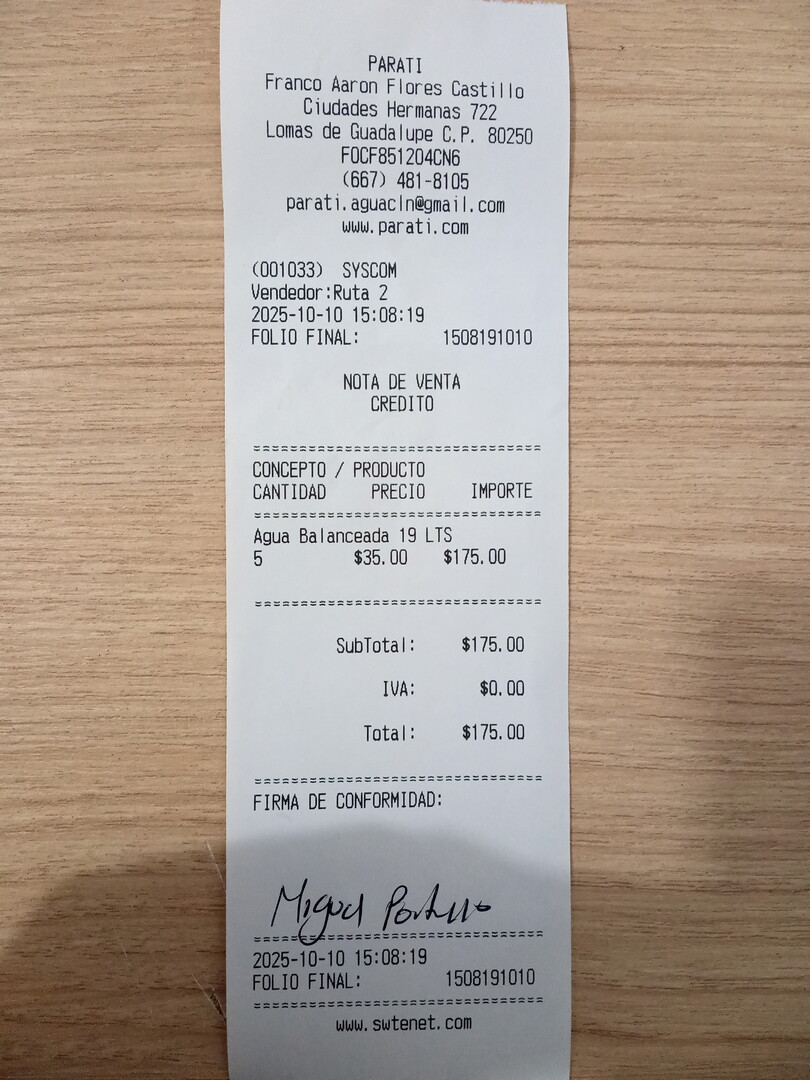 PARATI
Franco Aaron Flores Castillo
Ciudades Hermanas 722
Lomas de Guadalupe C.P. 80250
FOCF851204CN6
(667) 481-8105
parati.aguacln@gmail.com
www.parati.com
(001033) SYSCOM
Vendedor:Ruta 2
2025-10-10 15:08:19
FOLIO FINAL: 1508191010
NOTA DE VENTA
CREDITO
===============================
CONCEPTO / PRODUCTO
CANTIDAD PRECIO IMPORTE
===============================
Agua Balanceada 19 LTS
5 $35.00 $175.00
===============================
SubTotal: $175.00
IVA: $0.00
Total: $175.00
===============================
FIRMA DE CONFORMIDAD:
Miguel Portillo
===============================
2025-10-10 15:08:19
FOLIO FINAL: 1508191010
===============================
www.swtenet.com